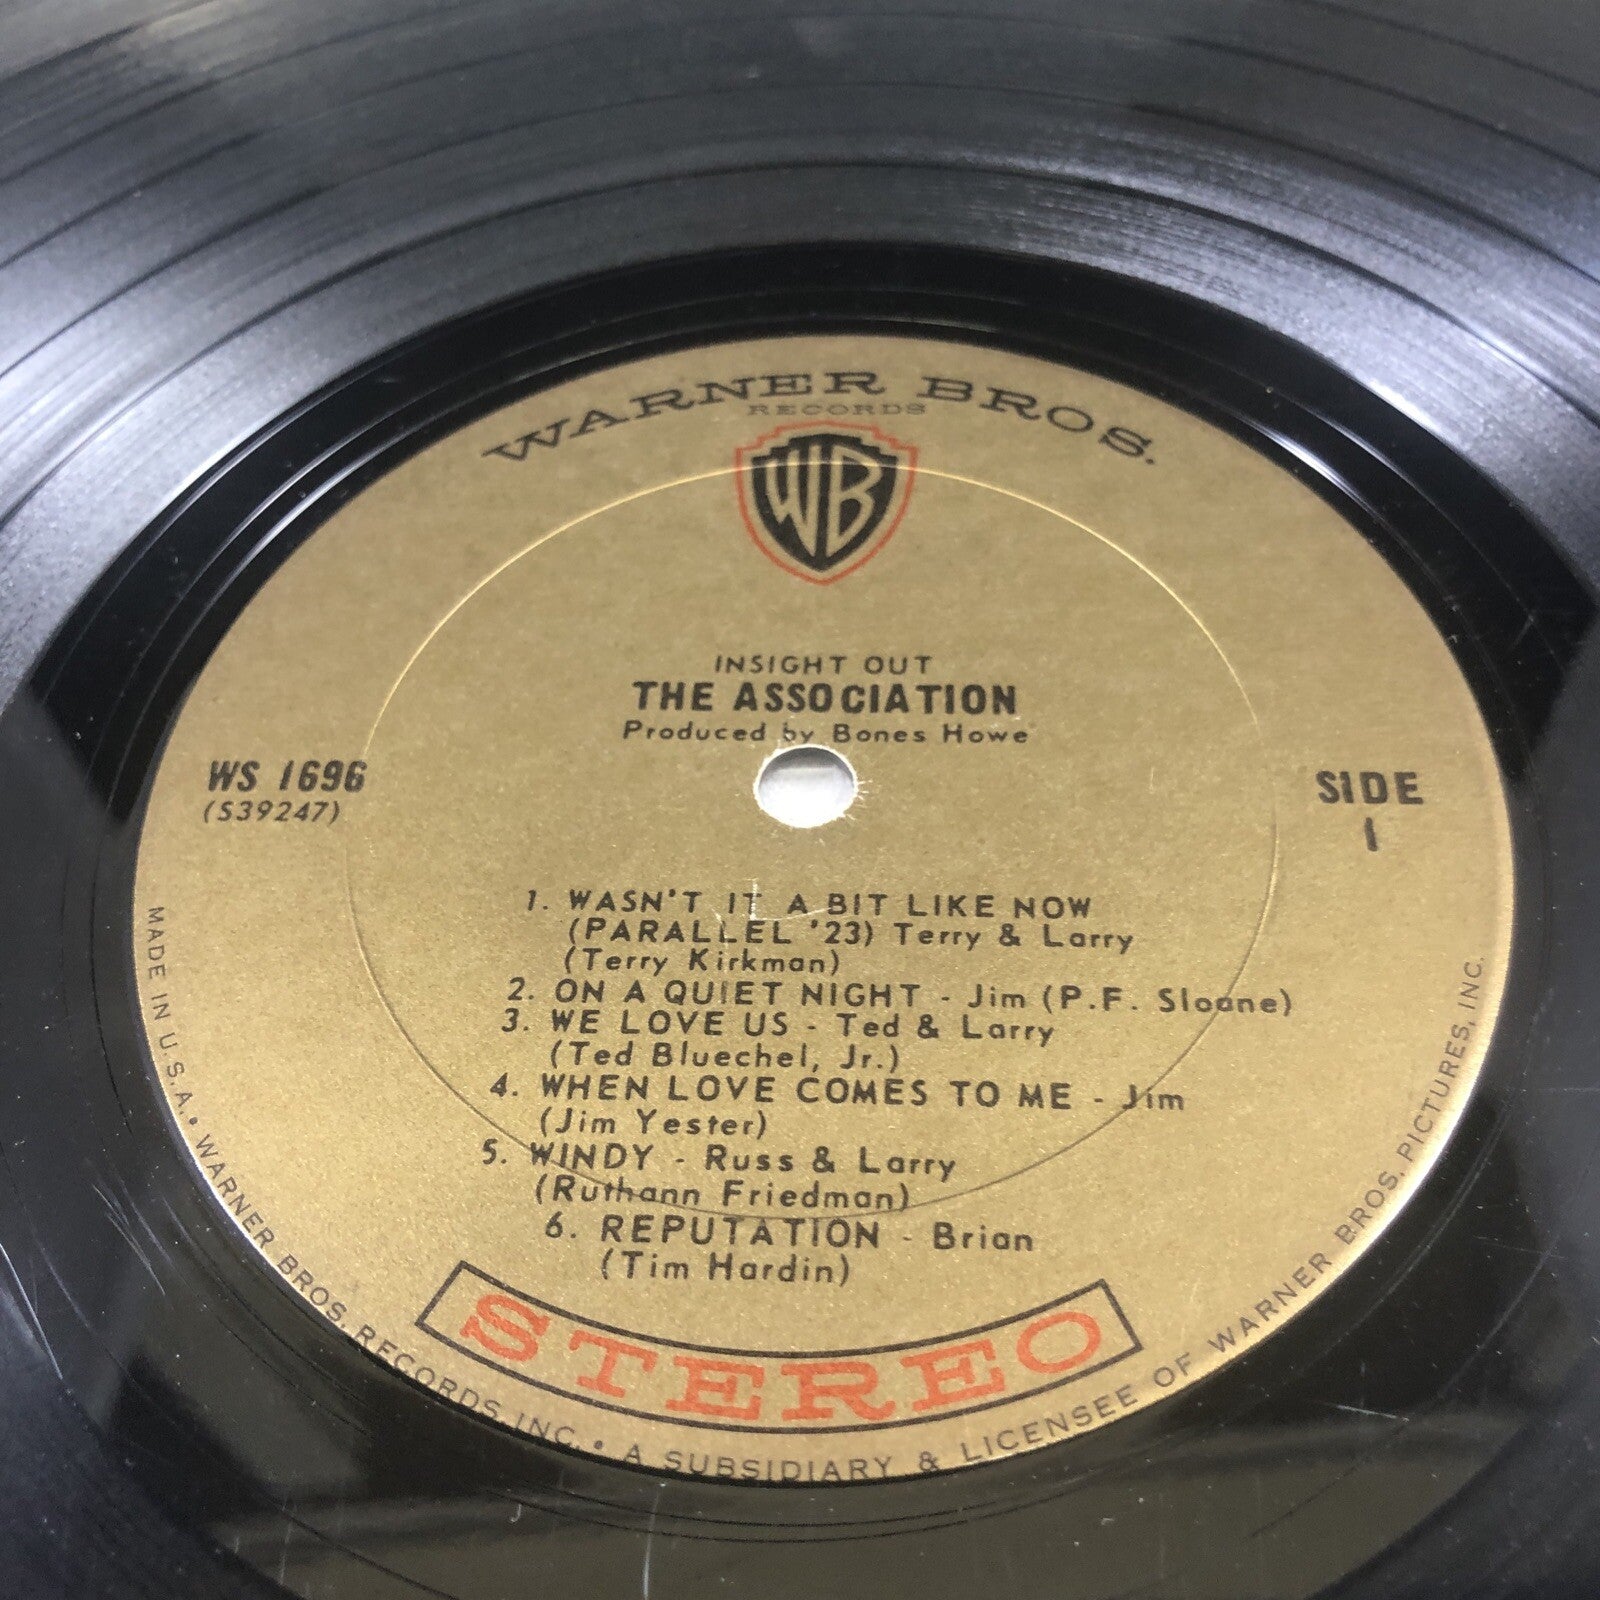 WARNER BROS.
RECORDS
WB
INSIGHT OUT
THE ASSOCIATION
Produced by Bones Howe
WS 1696
(S39247)
SIDE
1
1. WASN'T IT A BIT LIKE NOW
(PARALLEL '23) Terry & Larry
(Terry Kirkman)
2. ON A QUIET NIGHT - Jim (P.F. Sloane)
3. WE LOVE US - Ted & Larry
(Ted Bluechel, Jr.)
4. WHEN LOVE COMES TO ME - Jim
(Jim Yester)
5. WINDY - Russ & Larry
(Ruthann Friedman)
6. REPUTATION - Brian
(Tim Hardin)
STEREO
MADE IN U.S.A. • WARNER BROS. RECORDS, INC. • A SUBSIDIARY & LICENSEE OF WARNER BROS. PICTURES, INC.